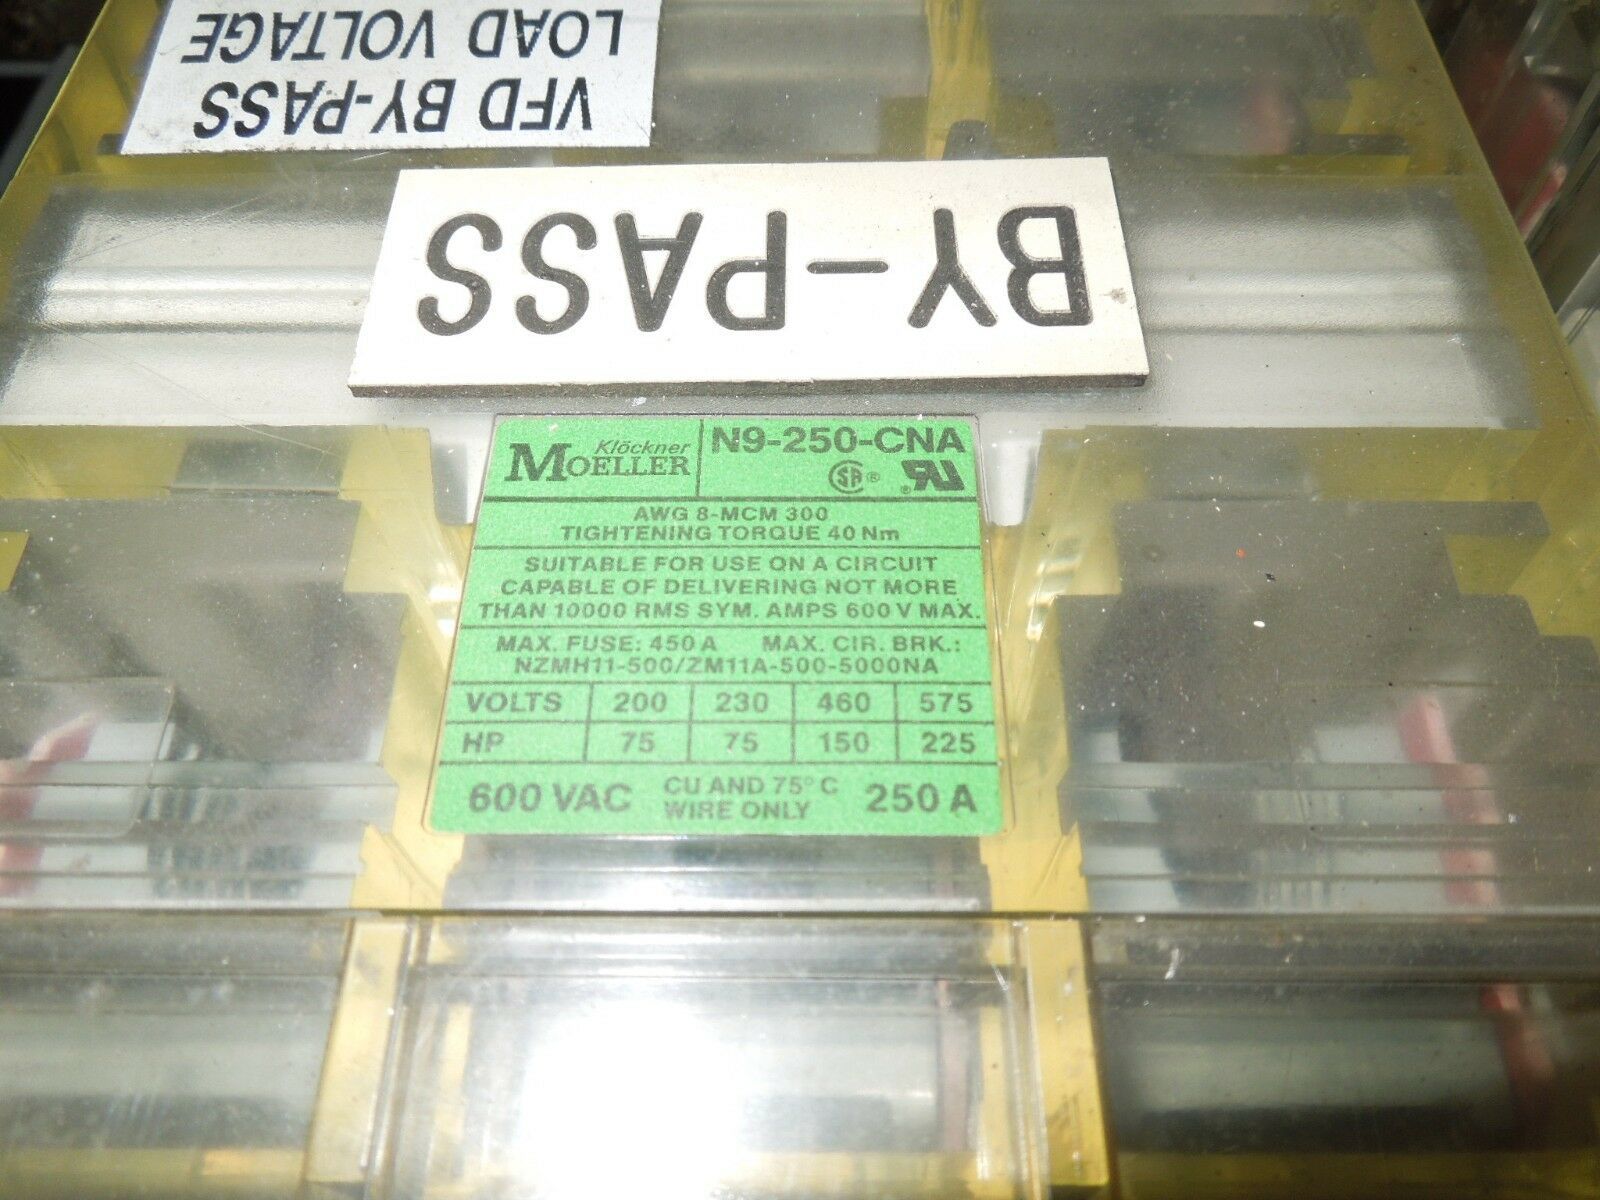 VFD BY-PASS
LOAD VOLTAGE
BY-PASS
Klöckner
MOELLER
N9-250-CNA
SA ®
® RU
AWG 8-MCM 300
TIGHTENING TORQUE 40 Nm
SUITABLE FOR USE ON A CIRCUIT
CAPABLE OF DELIVERING NOT MORE
THAN 10000 RMS SYM. AMPS 600 V MAX.
MAX. FUSE: 450 A MAX. CIR. BRK.:
NZMH11-500/ZM11A-500-5000NA
VOLTS 200 230 460 575
HP 75 75 150 225
600 VAC CU AND 75° C WIRE ONLY 250 A